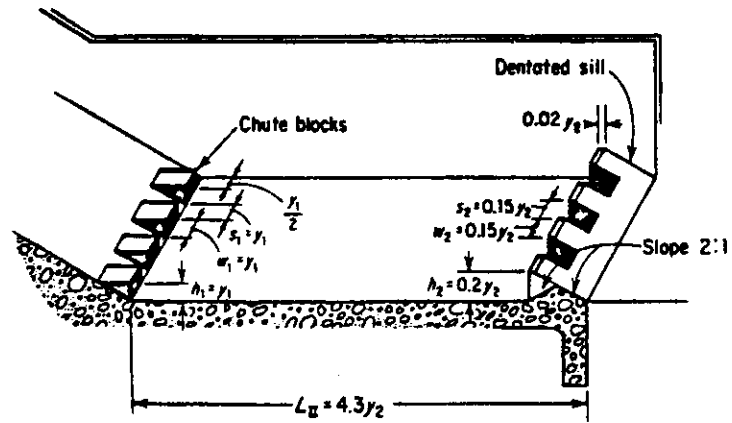 Dentated sill
0.02 y₂
Chute blocks
y₁/2
s₁ = y₁
w₁ = y₁
h₁ = y₁
s₂ = 0.15 y₂
w₂ = 0.15 y₂
Slope 2:1
h₂ = 0.2 y₂
L_II = 4.3 y₂